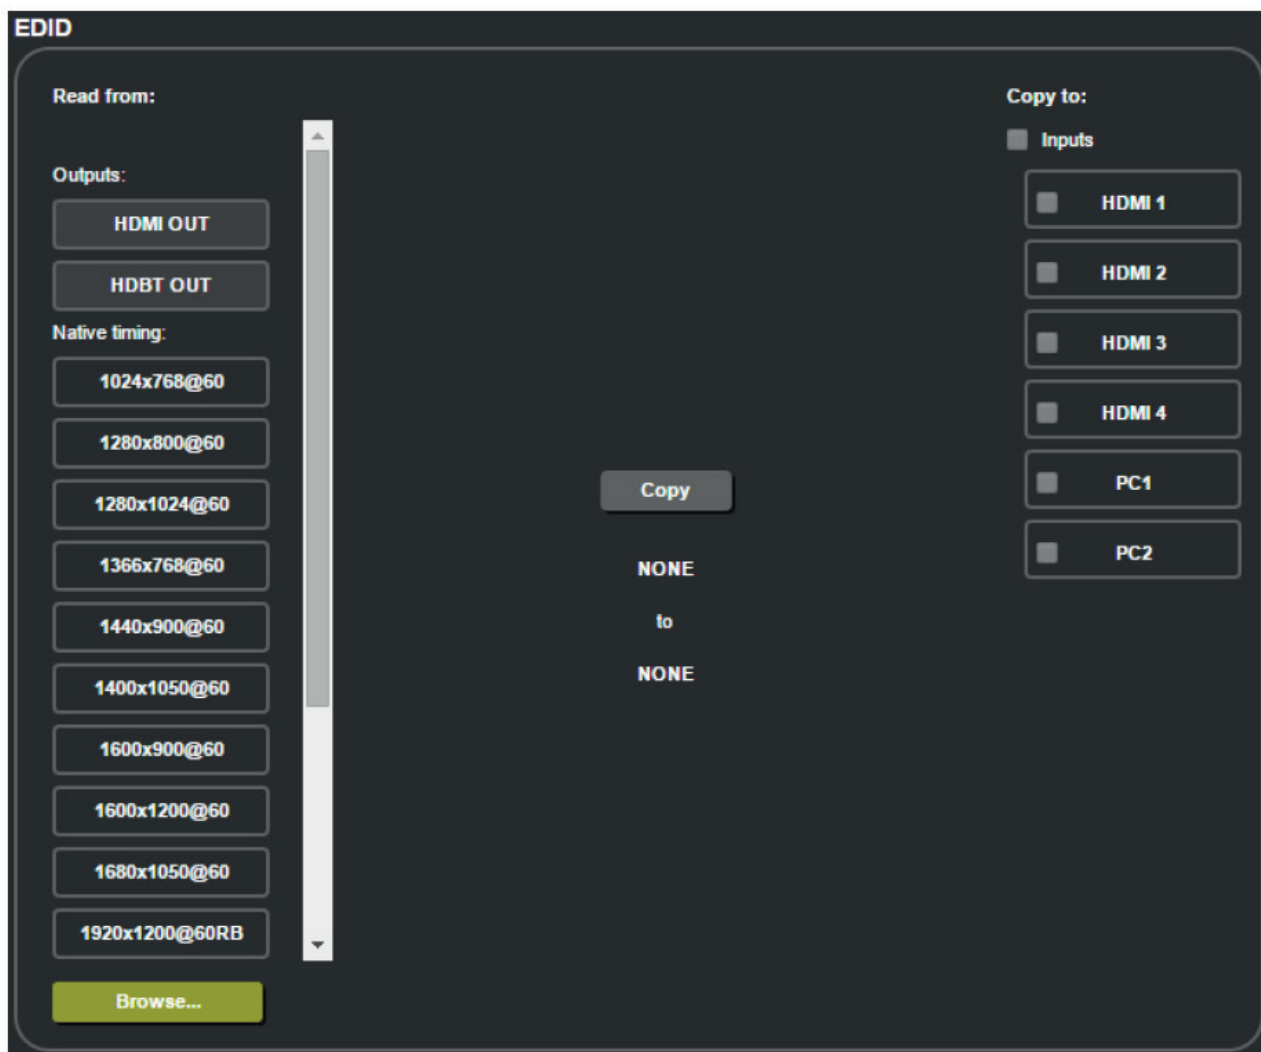 EDID
Read from:
Outputs:
HDMI OUT
HDBT OUT
Native timing:
1024x768@60
1280x800@60
1280x1024@60
1366x768@60
1440x900@60
1400x1050@60
1600x900@60
1600x1200@60
1680x1050@60
1920x1200@60RB
Browse...
Copy
NONE
to
NONE
Copy to:
Inputs
HDMI 1
HDMI 2
HDMI 3
HDMI 4
PC1
PC2